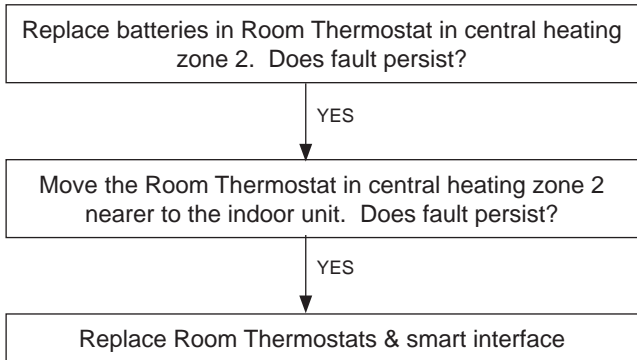 Replace batteries in Room Thermostat in central heating
zone 2.  Does fault persist?
YES
Move the Room Thermostat in central heating zone 2
nearer to the indoor unit.  Does fault persist?
YES
Replace Room Thermostats & smart interface